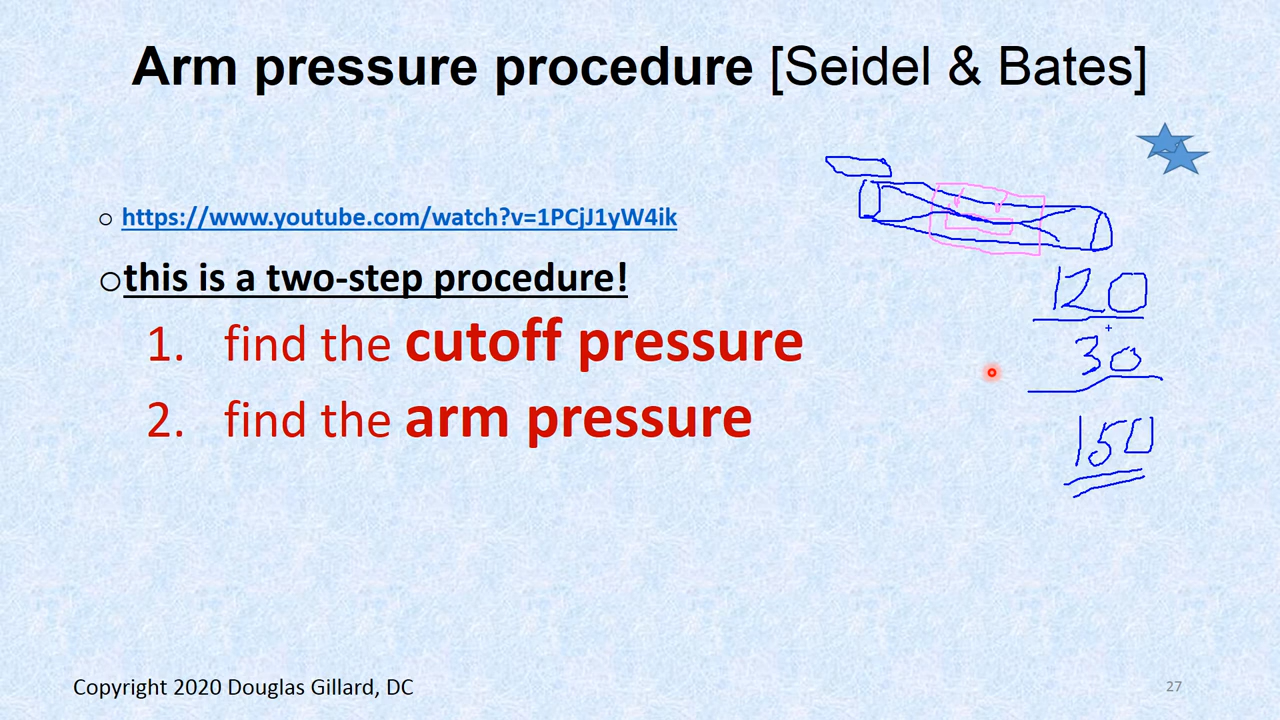 Arm pressure procedure [Seidel & Bates]
o https://www.youtube.com/watch?v=1PCjJ1yW4ik
o this is a two-step procedure!
1. find the cutoff pressure
2. find the arm pressure
120
+
30
150
Copyright 2020 Douglas Gillard, DC
27